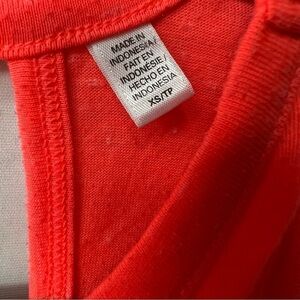 MADE IN
INDONESIA/
FAIT EN
INDONÉSIE/
HECHO EN
INDONESIA
XS/TP